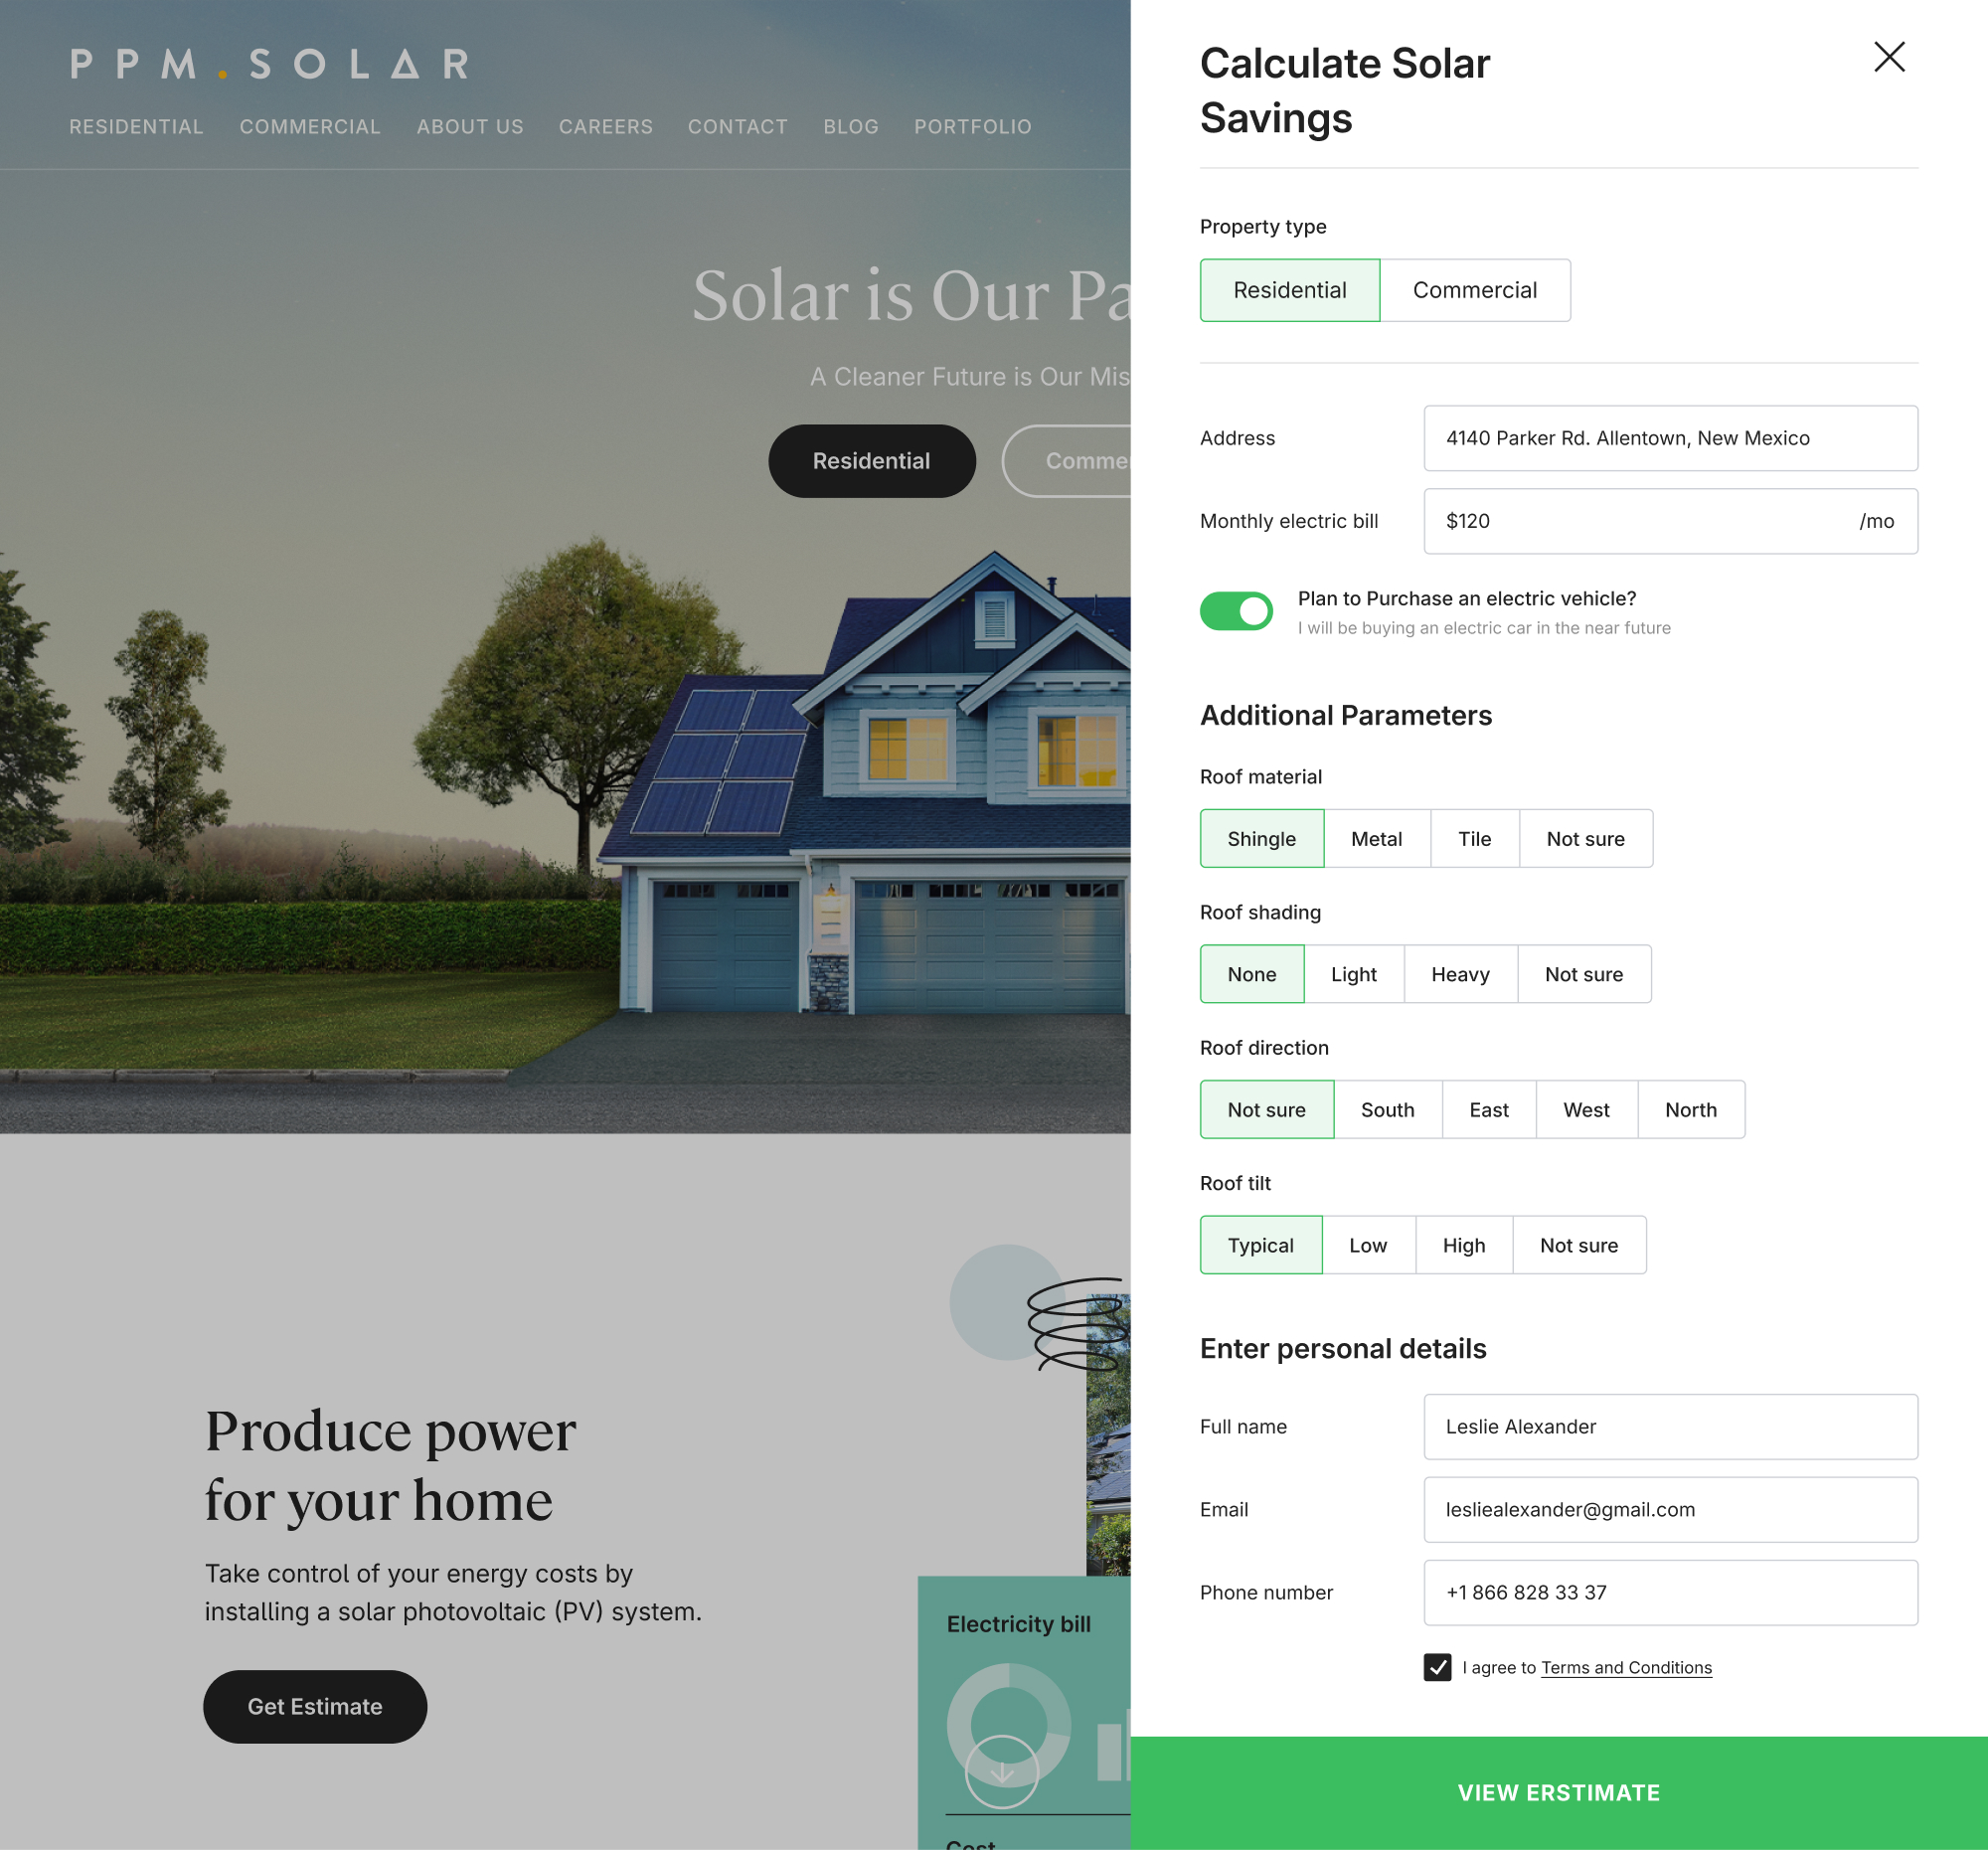 PPM.SOLAR
RESIDENTIAL COMMERCIAL ABOUT US CAREERS CONTACT BLOG PORTFOLIO
Solar is Our Pa
A Cleaner Future is Our Mis
Residential
Comme
Produce power
for your home
Take control of your energy costs by
installing a solar photovoltaic (PV) system.
Get Estimate
Electricity bill
Cost
Calculate Solar
Savings
Property type
Residential Commercial
Address 4140 Parker Rd. Allentown, New Mexico
Monthly electric bill $120 /mo
Plan to Purchase an electric vehicle?
I will be buying an electric car in the near future
Additional Parameters
Roof material
Shingle Metal Tile Not sure
Roof shading
None Light Heavy Not sure
Roof direction
Not sure South East West North
Roof tilt
Typical Low High Not sure
Enter personal details
Full name Leslie Alexander
Email lesliealexander@gmail.com
Phone number +1 866 828 33 37
I agree to Terms and Conditions
VIEW ERSTIMATE